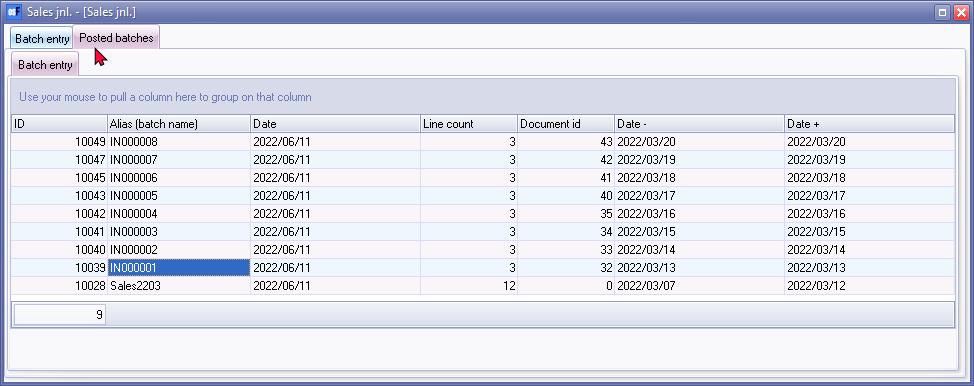 Sales jnl. - [Sales jnl.]
Batch entry Posted batches
Batch entry
Use your mouse to pull a column here to group on that column
ID Alias (batch name) Date Line count Document id Date - Date +
10049 IN000008 2022/06/11 3 43 2022/03/20 2022/03/20
10047 IN000007 2022/06/11 3 42 2022/03/19 2022/03/19
10045 IN000006 2022/06/11 3 41 2022/03/18 2022/03/18
10043 IN000005 2022/06/11 3 40 2022/03/17 2022/03/17
10042 IN000004 2022/06/11 3 35 2022/03/16 2022/03/16
10041 IN000003 2022/06/11 3 34 2022/03/15 2022/03/15
10040 IN000002 2022/06/11 3 33 2022/03/14 2022/03/14
10039 IN000001 2022/06/11 3 32 2022/03/13 2022/03/13
10028 Sales2203 2022/06/11 12 0 2022/03/07 2022/03/12
9